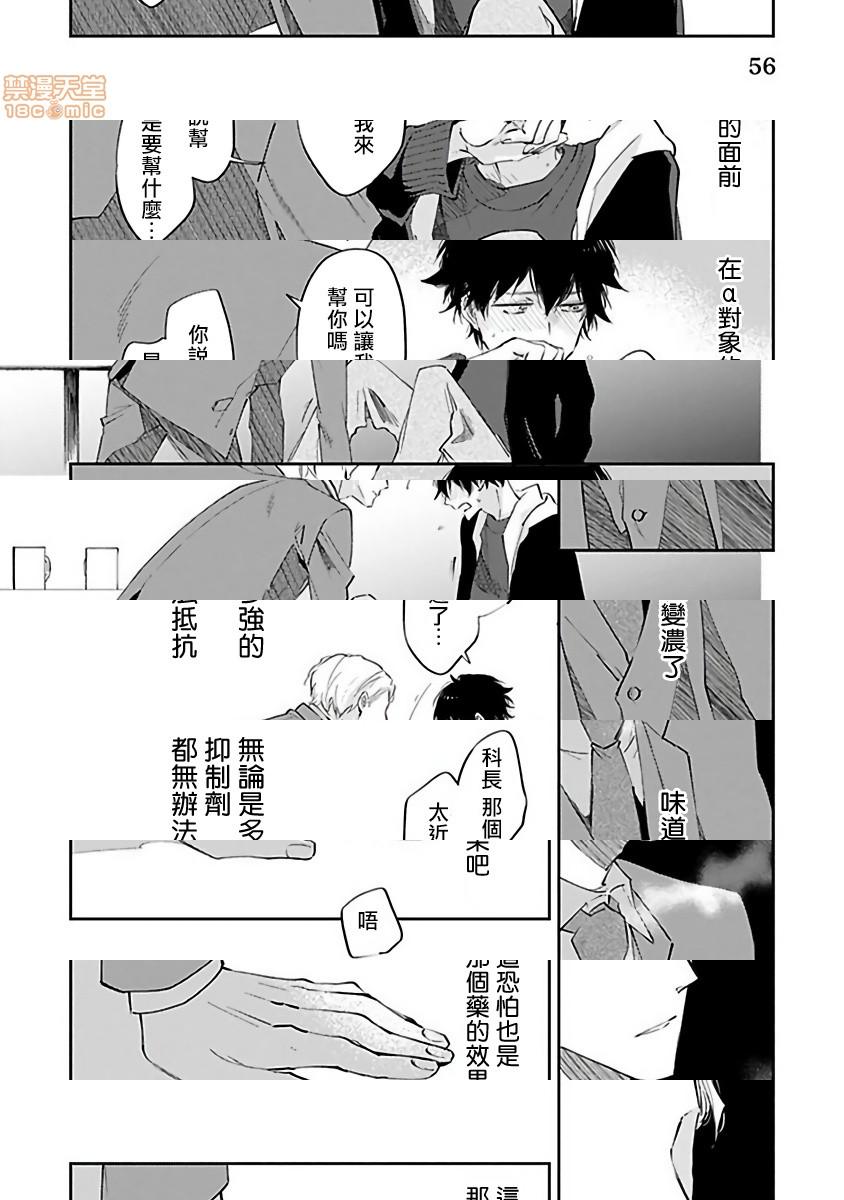 56
禁漫天堂
18comic
的面前
我來
幫
是要幫什麼…
在α對象
可以讓
幫你嗎
你說
變濃了
了…
強的
抵抗
味道
科長 那個
太近
無論是多
抑制劑
都無辦法
吧
唔
恐怕也是
個藥的效
這
那